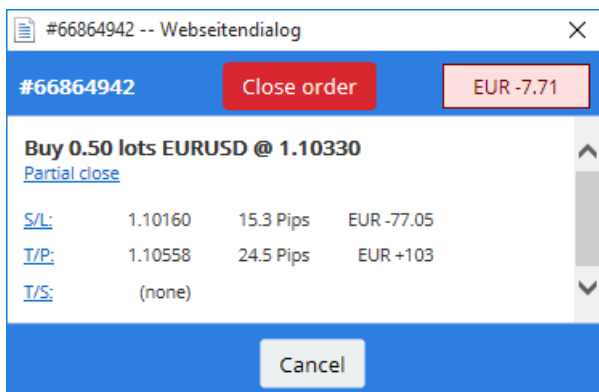 #66864942 -- Webseitendialog
#66864942 Close order EUR -7.71
Buy 0.50 lots EURUSD @ 1.10330
Partial close
S/L: 1.10160 15.3 Pips EUR -77.05
T/P: 1.10558 24.5 Pips EUR +103
T/S: (none)
Cancel